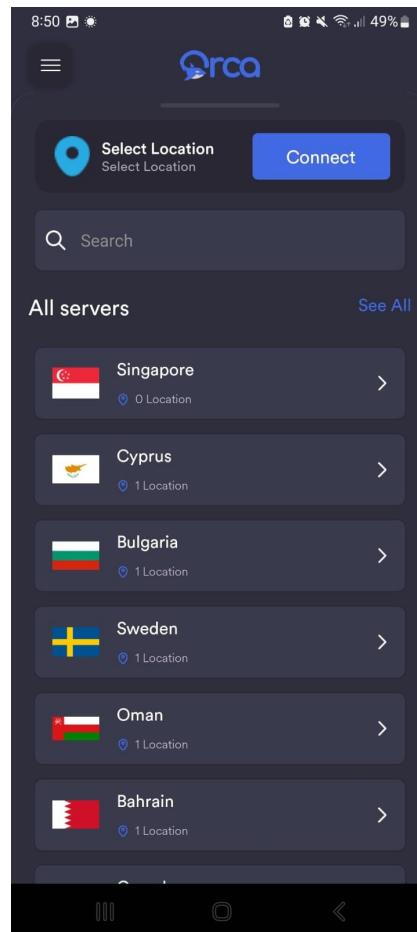 8:50
49%
Orca
Select Location
Select Location
Connect
Search
All servers
See All
Singapore
0 Location
Cyprus
1 Location
Bulgaria
1 Location
Sweden
1 Location
Oman
1 Location
Bahrain
1 Location